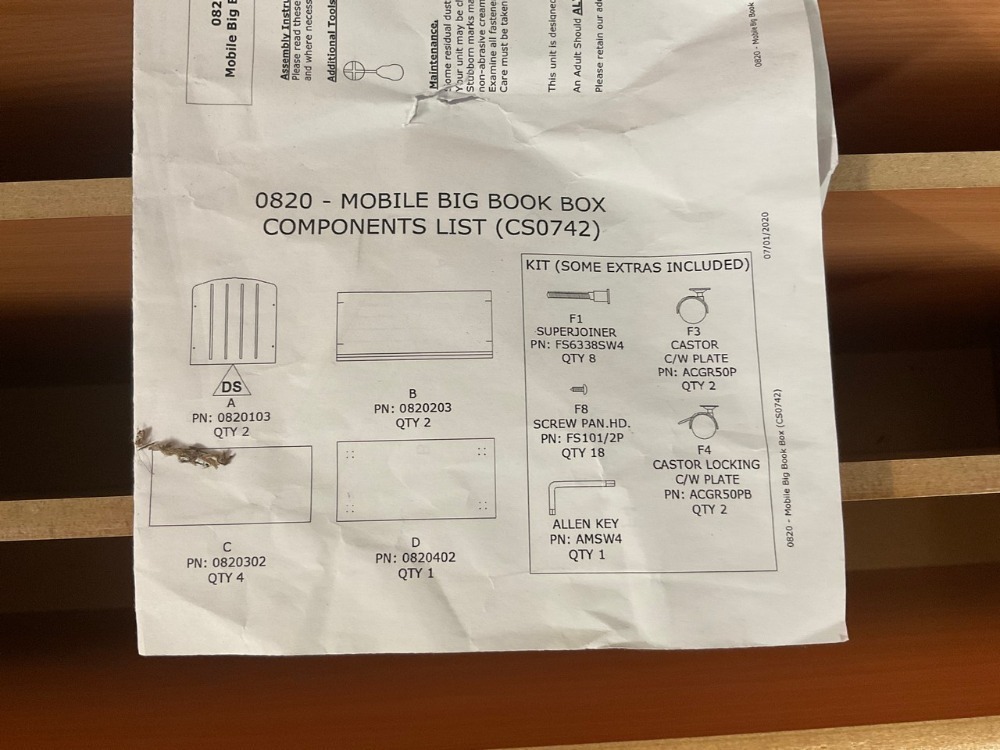 082
Mobile Big B
Assembly Instru
Please read these
and where necess
Additional Tools
Maintenance.
Some residual dust
Your unit may be cl
Stubborn marks ma
non-abrasive cream
Examine all fastene
Care must be taken
This unit is designed
An Adult Should AL
Please retain our ad
0820 - Mobile Big Book
0820 - MOBILE BIG BOOK BOX
COMPONENTS LIST (CS0742)
07/01/2020
DS
A
PN: 0820103
QTY 2
B
PN: 0820203
QTY 2
C
PN: 0820302
QTY 4
D
PN: 0820402
QTY 1
KIT (SOME EXTRAS INCLUDED)
F1
SUPERJOINER
PN: FS6338SW4
QTY 8
F3
CASTOR
C/W PLATE
PN: ACGR50P
QTY 2
F8
SCREW PAN.HD.
PN: FS101/2P
QTY 18
F4
CASTOR LOCKING
C/W PLATE
PN: ACGR50PB
QTY 2
ALLEN KEY
PN: AMSW4
QTY 1
0820 - Mobile Big Book Box (CS0742)